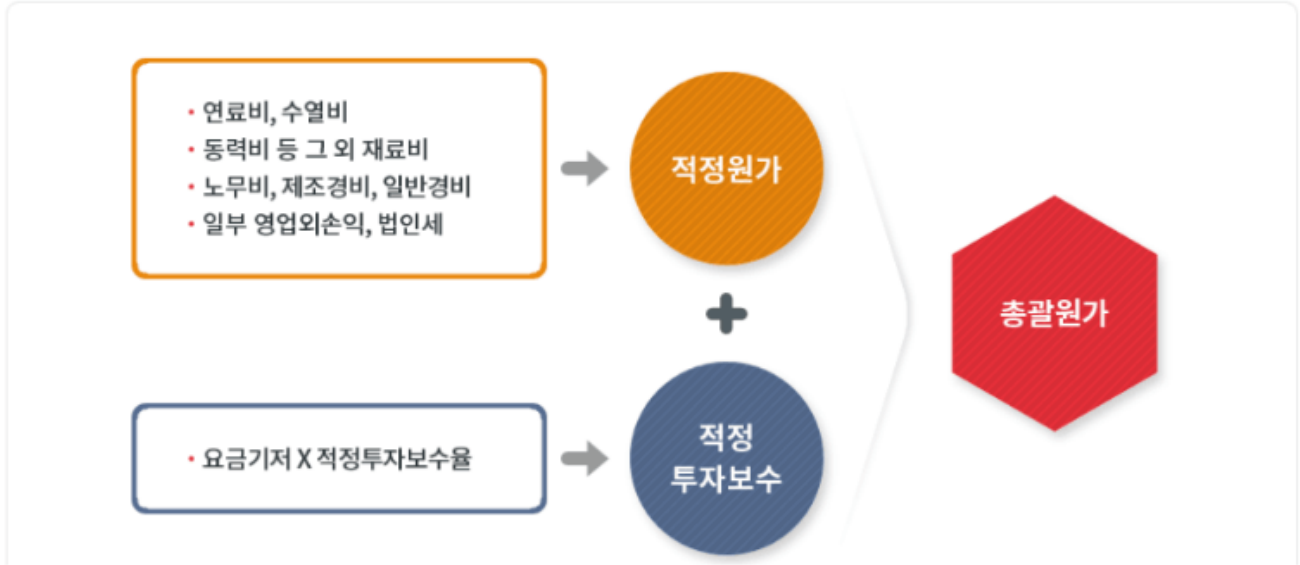 · 연료비, 수열비
· 동력비 등 그 외 재료비
· 노무비, 제조경비, 일반경비
· 일부 영업외손익, 법인세
적정원가
+
· 요금기저 X 적정투자보수율
적정
투자보수
총괄원가